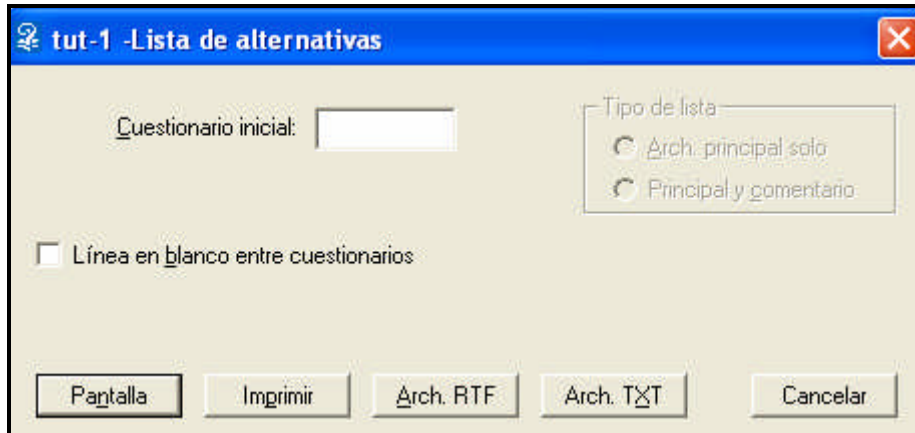 tut-1 -Lista de alternativas
Cuestionario inicial:
Tipo de lista
Arch. principal solo
Principal y comentario
Línea en blanco entre cuestionarios
Pantalla
Imprimir
Arch. RTF
Arch. TXT
Cancelar